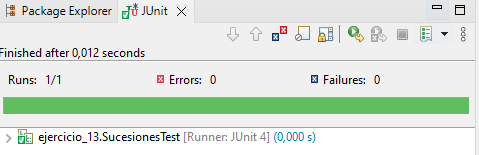 Package Explorer JUnit
Finished after 0,012 seconds
Runs: 1/1 Errors: 0 Failures: 0
ejercicio_13.SucesionesTest [Runner: JUnit 4] (0,000 s)